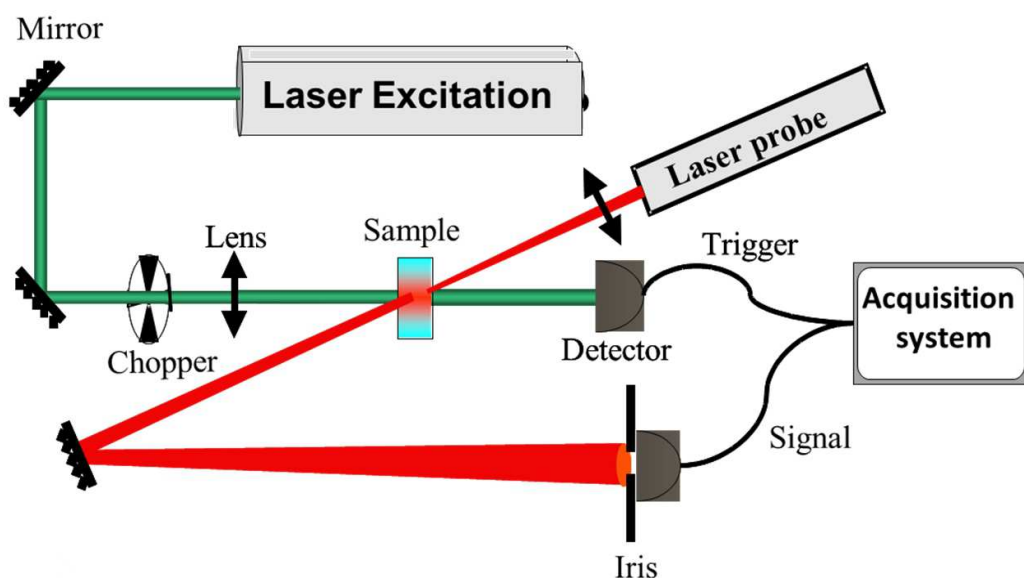 Mirror
Laser Excitation
Laser probe
Lens
Sample
Trigger
Chopper
Detector
Acquisition
system
Signal
Iris